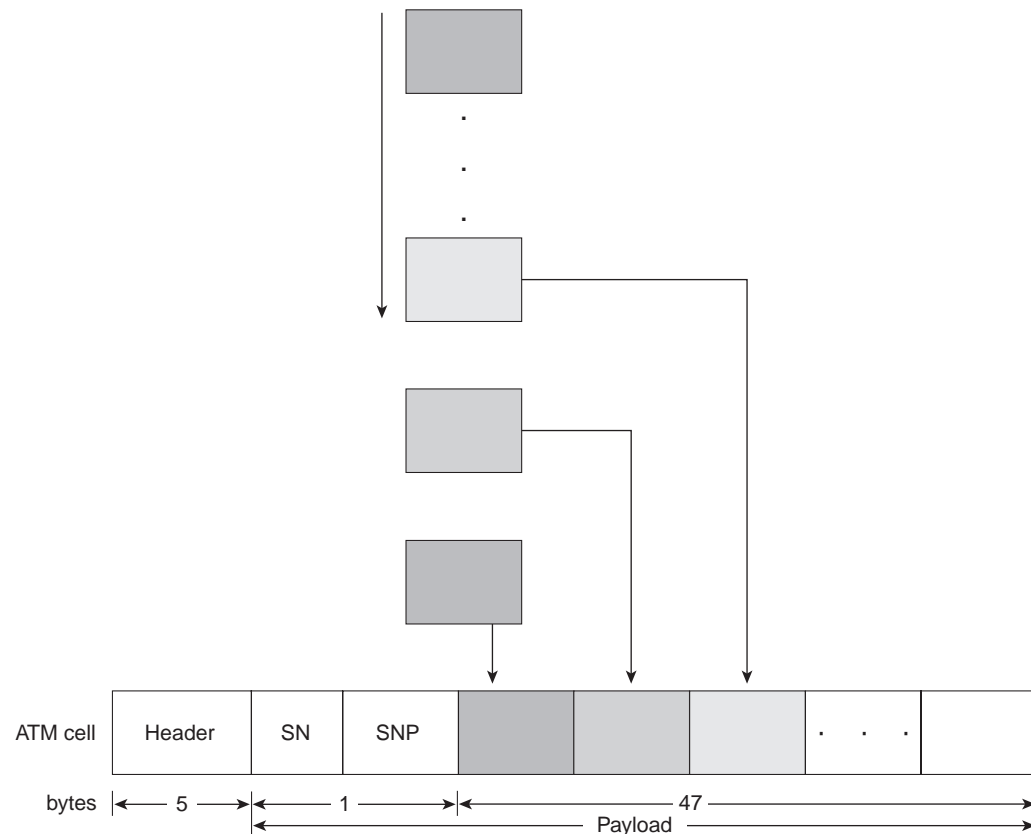 ATM cell Header SN SNP . . .
bytes 5 1 47
Payload